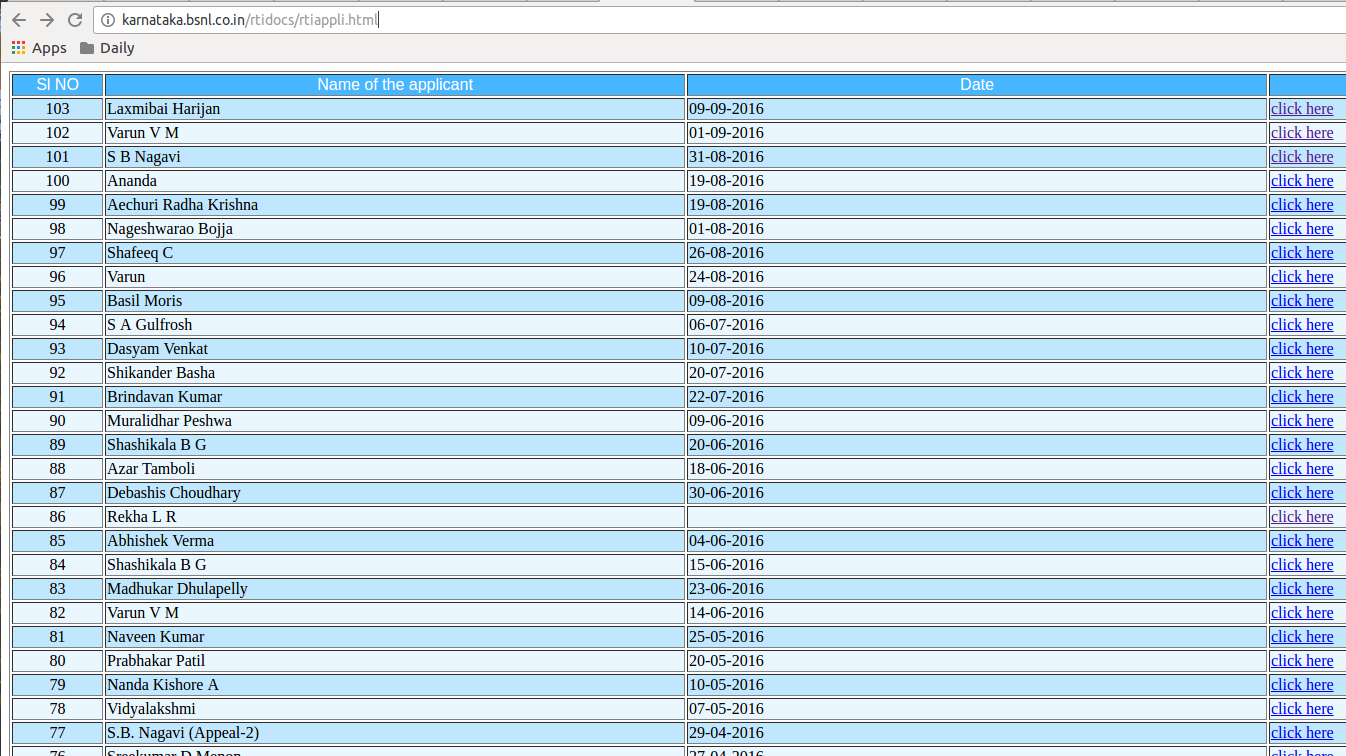 karnataka.bsnl.co.in/rtidocs/rtiappli.html
Apps Daily
Sl NO Name of the applicant Date
103 Laxmibai Harijan 09-09-2016 click here
102 Varun V M 01-09-2016 click here
101 S B Nagavi 31-08-2016 click here
100 Ananda 19-08-2016 click here
99 Aechuri Radha Krishna 19-08-2016 click here
98 Nageshwarao Bojja 01-08-2016 click here
97 Shafeeq C 26-08-2016 click here
96 Varun 24-08-2016 click here
95 Basil Moris 09-08-2016 click here
94 S A Gulfrosh 06-07-2016 click here
93 Dasyam Venkat 10-07-2016 click here
92 Shikander Basha 20-07-2016 click here
91 Brindavan Kumar 22-07-2016 click here
90 Muralidhar Peshwa 09-06-2016 click here
89 Shashikala B G 20-06-2016 click here
88 Azar Tamboli 18-06-2016 click here
87 Debashis Choudhary 30-06-2016 click here
86 Rekha L R click here
85 Abhishek Verma 04-06-2016 click here
84 Shashikala B G 15-06-2016 click here
83 Madhukar Dhulapelly 23-06-2016 click here
82 Varun V M 14-06-2016 click here
81 Naveen Kumar 25-05-2016 click here
80 Prabhakar Patil 20-05-2016 click here
79 Nanda Kishore A 10-05-2016 click here
78 Vidyalakshmi 07-05-2016 click here
77 S.B. Nagavi (Appeal-2) 29-04-2016 click here
76 Sreekumar D Menon 27-04-2016 click here